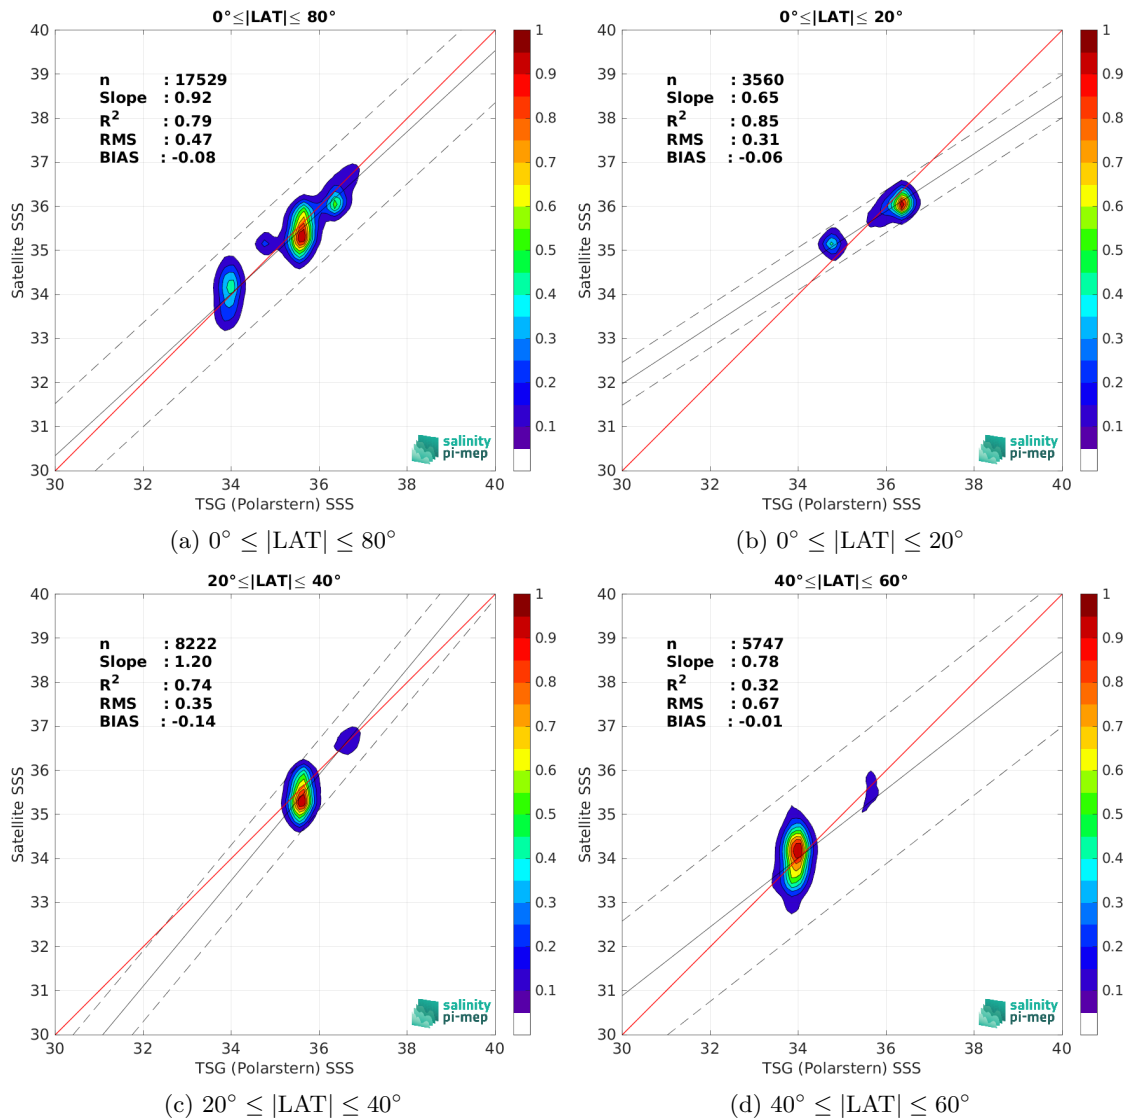 0°≤|LAT|≤ 80°
40
39
38
37
36
35
34
33
32
31
30
Satellite SSS
n : 17529
Slope : 0.92
R² : 0.79
RMS : 0.47
BIAS : -0.08
salinity
pi-mep
30 32 34 36 38 40
TSG (Polarstern) SSS
1
0.9
0.8
0.7
0.6
0.5
0.4
0.3
0.2
0.1
(a) 0° ≤ |LAT| ≤ 80°
0°≤|LAT|≤ 20°
40
39
38
37
36
35
34
33
32
31
30
Satellite SSS
n : 3560
Slope : 0.65
R² : 0.85
RMS : 0.31
BIAS : -0.06
salinity
pi-mep
30 32 34 36 38 40
TSG (Polarstern) SSS
1
0.9
0.8
0.7
0.6
0.5
0.4
0.3
0.2
0.1
(b) 0° ≤ |LAT| ≤ 20°
20°≤|LAT|≤ 40°
40
39
38
37
36
35
34
33
32
31
30
Satellite SSS
n : 8222
Slope : 1.20
R² : 0.74
RMS : 0.35
BIAS : -0.14
salinity
pi-mep
30 32 34 36 38 40
TSG (Polarstern) SSS
1
0.9
0.8
0.7
0.6
0.5
0.4
0.3
0.2
0.1
(c) 20° ≤ |LAT| ≤ 40°
40°≤|LAT|≤ 60°
40
39
38
37
36
35
34
33
32
31
30
Satellite SSS
n : 5747
Slope : 0.78
R² : 0.32
RMS : 0.67
BIAS : -0.01
salinity
pi-mep
30 32 34 36 38 40
TSG (Polarstern) SSS
1
0.9
0.8
0.7
0.6
0.5
0.4
0.3
0.2
0.1
(d) 40° ≤ |LAT| ≤ 60°